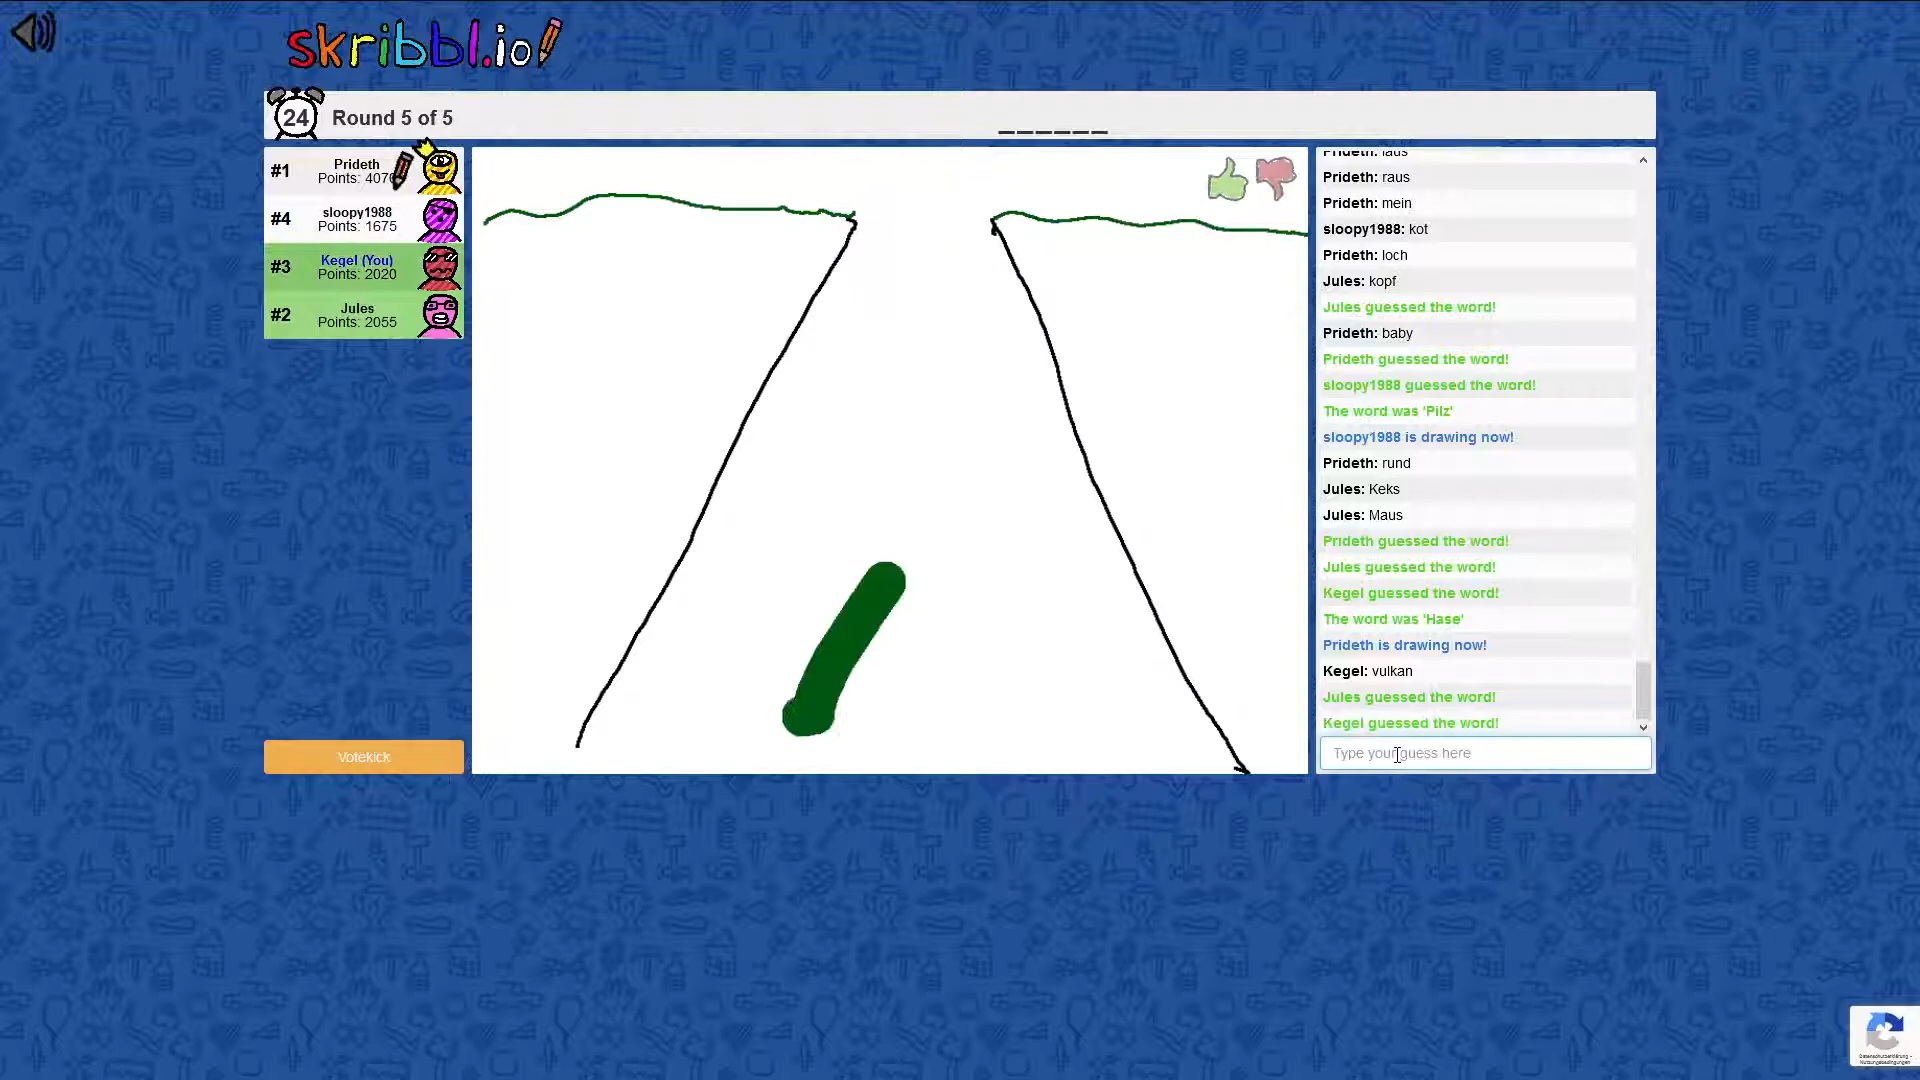 skribbl.io
24
Round 5 of 5
______
#1
Prideth
Points: 4070
#4
sloopy1988
Points: 1675
#3
Kegel (You)
Points: 2020
#2
Jules
Points: 2055
Votekick
Prideth: laus
Prideth: raus
Prideth: mein
sloopy1988: kot
Prideth: loch
Jules: kopf
Jules guessed the word!
Prideth: baby
Prideth guessed the word!
sloopy1988 guessed the word!
The word was 'Pilz'
sloopy1988 is drawing now!
Prideth: rund
Jules: Keks
Jules: Maus
Prideth guessed the word!
Jules guessed the word!
Kegel guessed the word!
The word was 'Hase'
Prideth is drawing now!
Kegel: vulkan
Jules guessed the word!
Kegel guessed the word!
Type your guess here
Datenschutzerklärung -
Nutzungsbedingungen